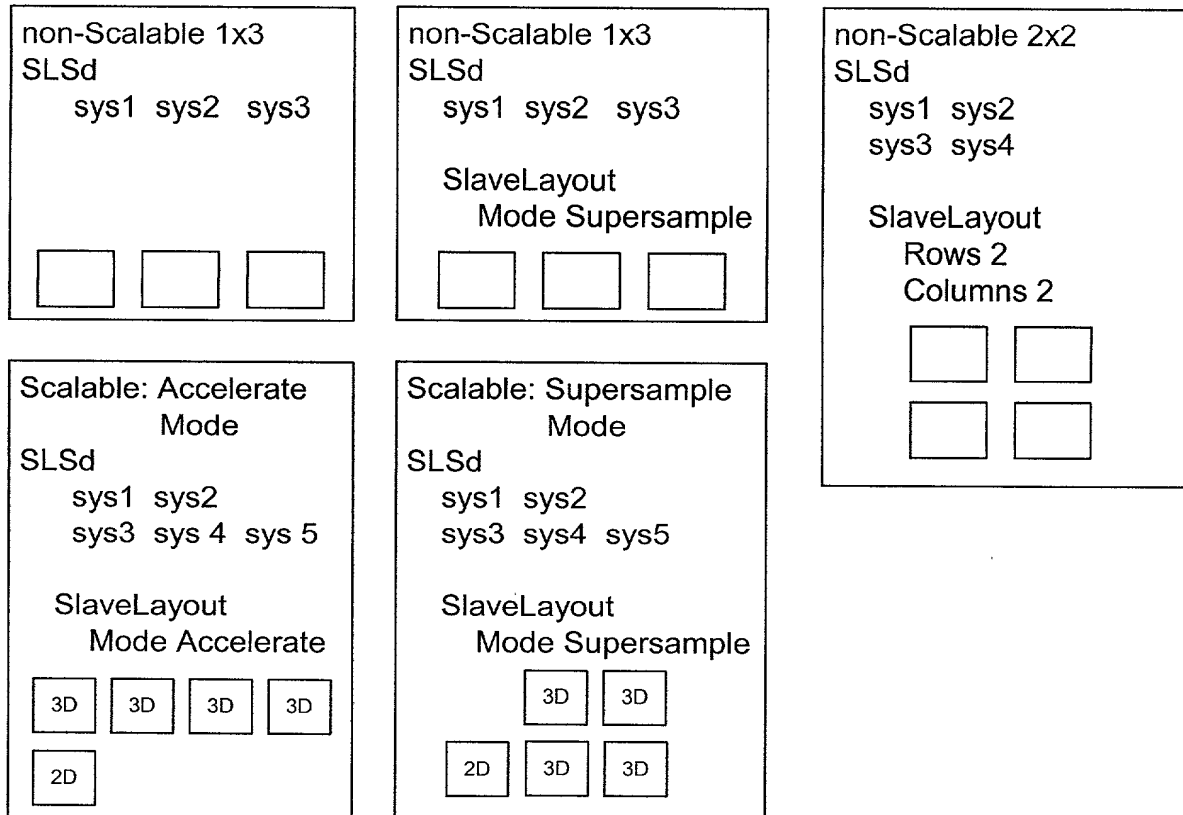 non-Scalable 1x3
SLSd
sys1 sys2 sys3
non-Scalable 1x3
SLSd
sys1 sys2 sys3
SlaveLayout
Mode Supersample
non-Scalable 2x2
SLSd
sys1 sys2
sys3 sys4
SlaveLayout
Rows 2
Columns 2
Scalable: Accelerate
Mode
SLSd
sys1 sys2
sys3 sys 4 sys 5
SlaveLayout
Mode Accelerate
3D 3D 3D 3D
2D
Scalable: Supersample
Mode
SLSd
sys1 sys2
sys3 sys4 sys5
SlaveLayout
Mode Supersample
3D 3D
2D 3D 3D